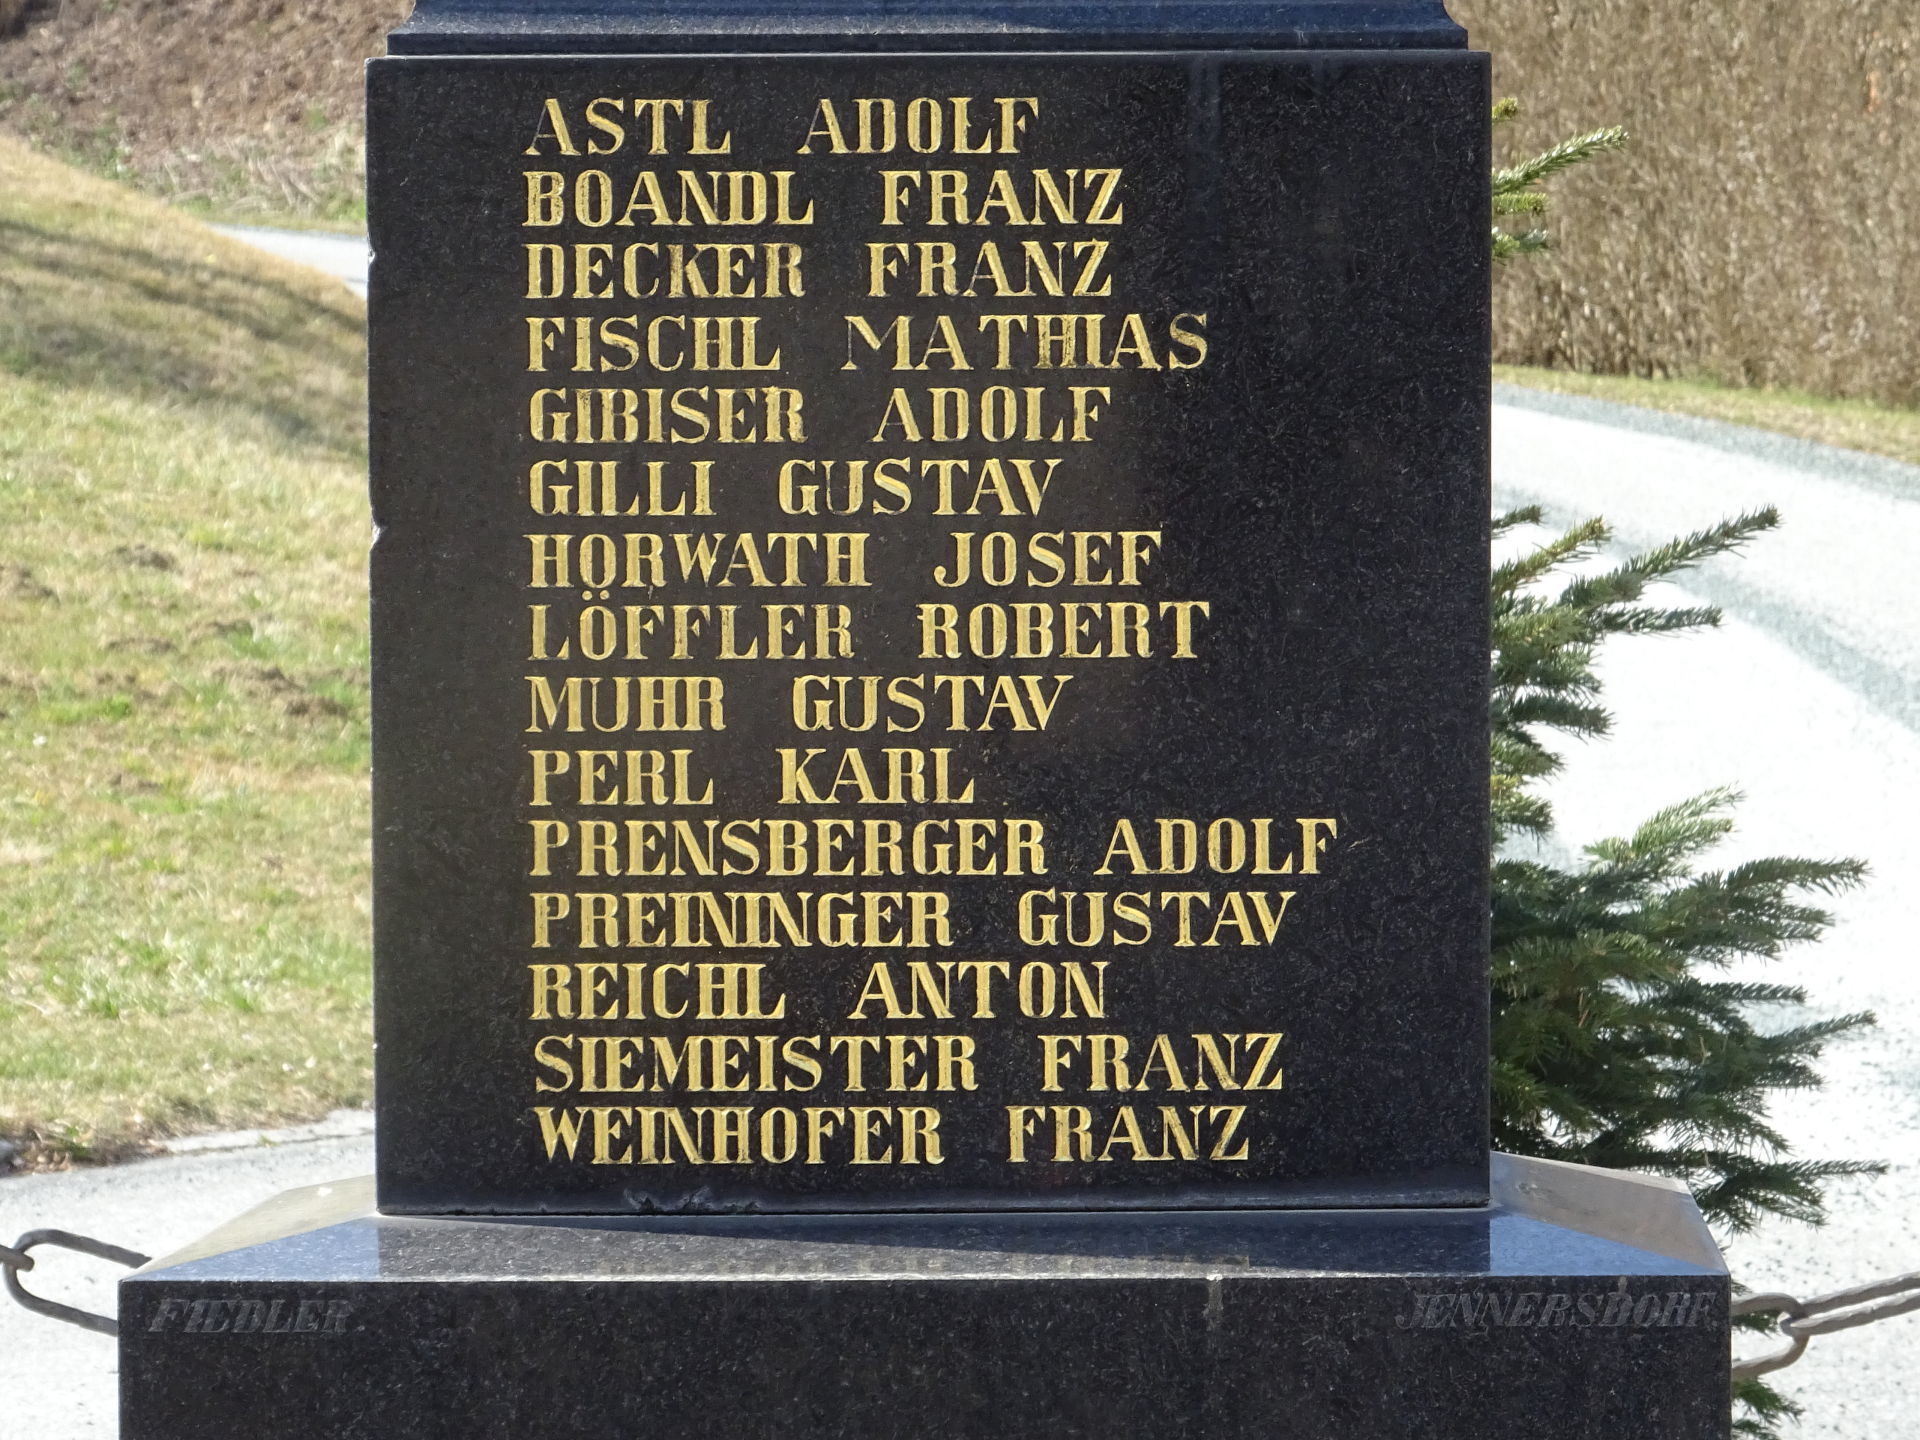 ASTL ADOLF
BOANDL FRANZ
DECKER FRANZ
FISCHL MATHIAS
GIBISER ADOLF
GILLI GUSTAV
HORWATH JOSEF
LÖFFLER ROBERT
MUHR GUSTAV
PERL KARL
PRENSBERGER ADOLF
PREININGER GUSTAV
REICHL ANTON
SIEMEISTER FRANZ
WEINHOFER FRANZ
FIEDLER JENNERSDORF